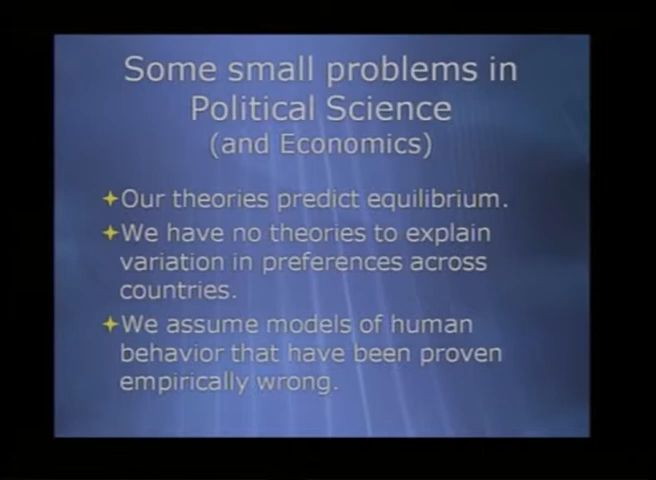 Some small problems in
Political Science
(and Economics)
Our theories predict equilibrium.
We have no theories to explain
variation in preferences across
countries.
We assume models of human
behavior that have been proven
empirically wrong.